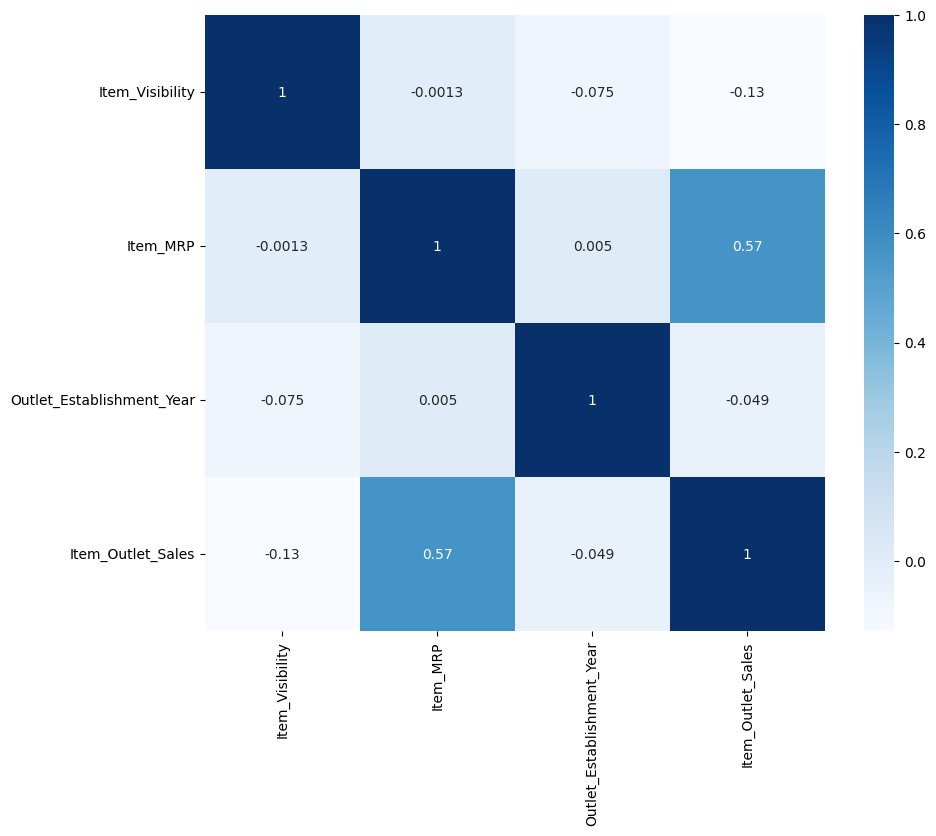 1.0
Item_Visibility 1 -0.0013 -0.075 -0.13
0.8
Item_MRP -0.0013 1 0.005 0.57
0.6
0.4
Outlet_Establishment_Year -0.075 0.005 1 -0.049
0.2
Item_Outlet_Sales -0.13 0.57 -0.049 1
0.0
Item_Visibility
Item_MRP
Outlet_Establishment_Year
Item_Outlet_Sales